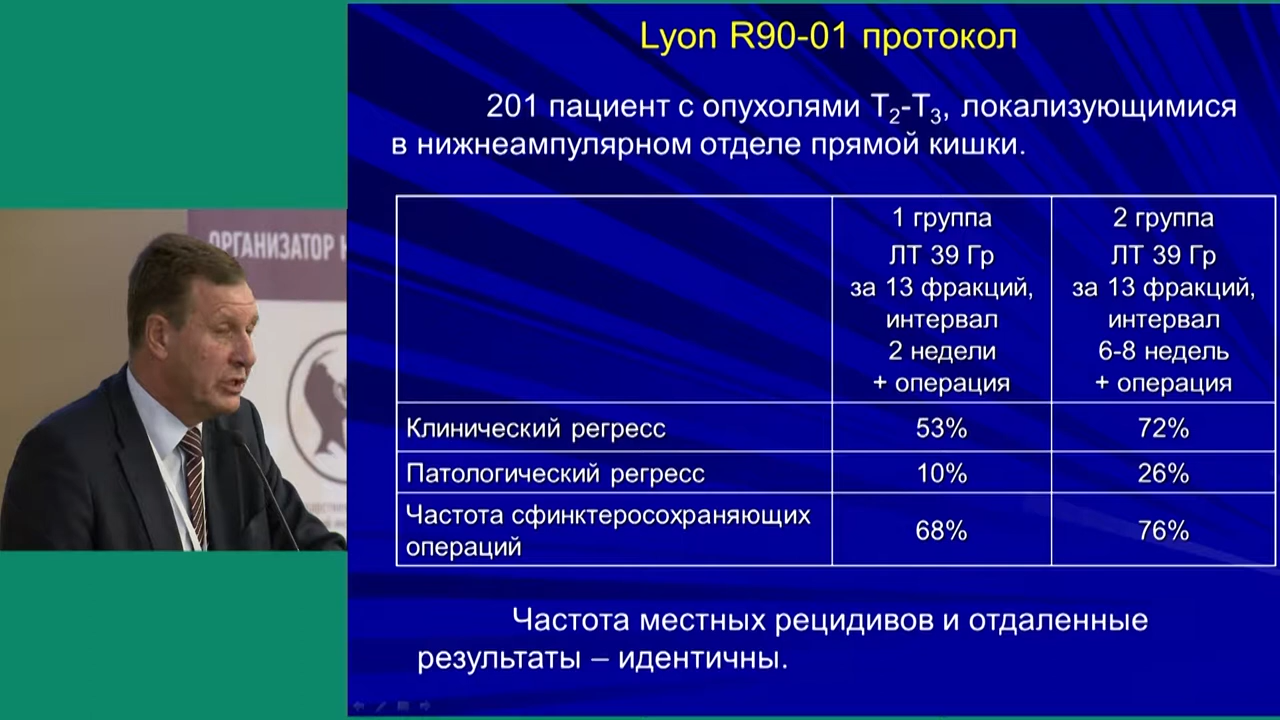 Lyon R90-01 протокол
201 пациент с опухолями T2-T3, локализующимися
в нижнеампулярном отделе прямой кишки.
1 группа
ЛТ 39 Гр
за 13 фракций,
интервал
2 недели
+ операция
2 группа
ЛТ 39 Гр
за 13 фракций,
интервал
6-8 недель
+ операция
Клинический регресс 53% 72%
Патологический регресс 10% 26%
Частота сфинктеросохраняющих
операций 68% 76%
Частота местных рецидивов и отдаленные
результаты – идентичны.
ОРГАНИЗАТОР